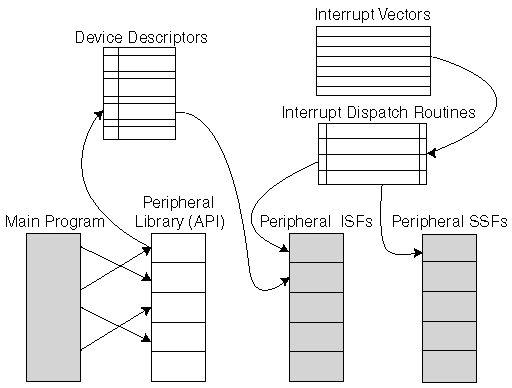 Interrupt Vectors
Device Descriptors
Interrupt Dispatch Routines
Peripheral
Main Program
Library (API)
Peripheral ISFs
Peripheral SSFs